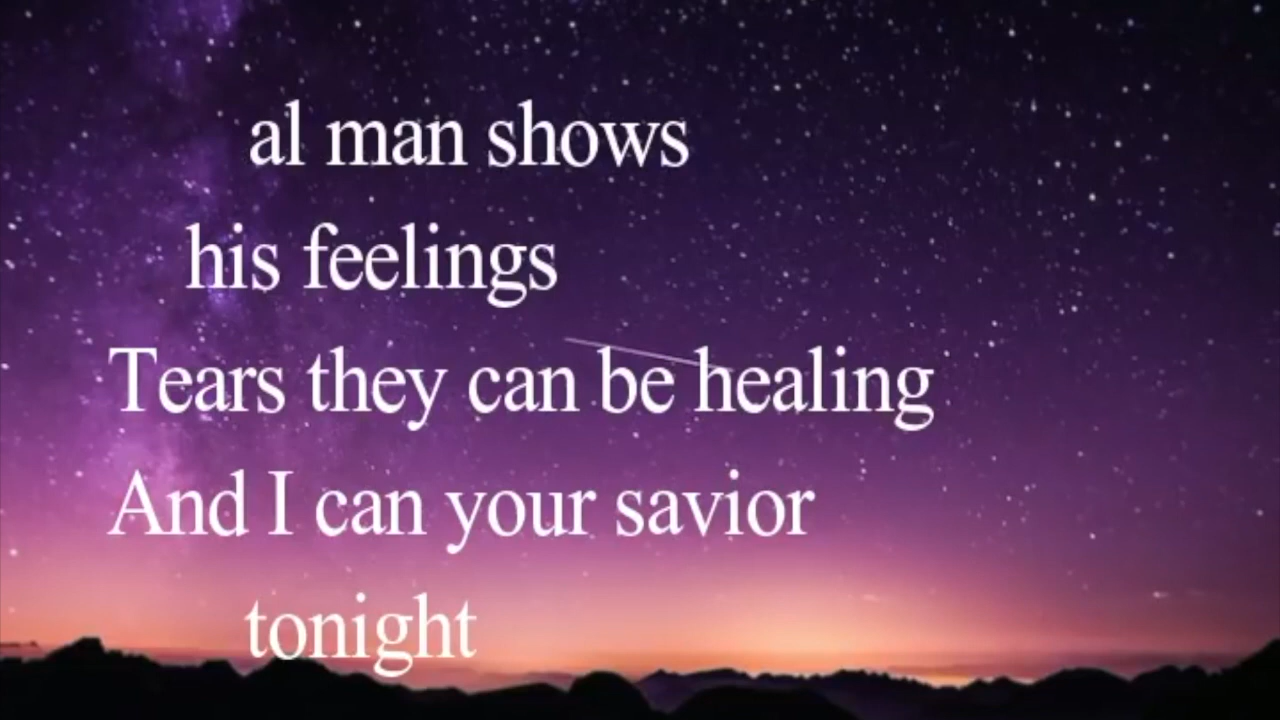 al man shows
his feelings
Tears they can be healing
And I can your savior
tonight